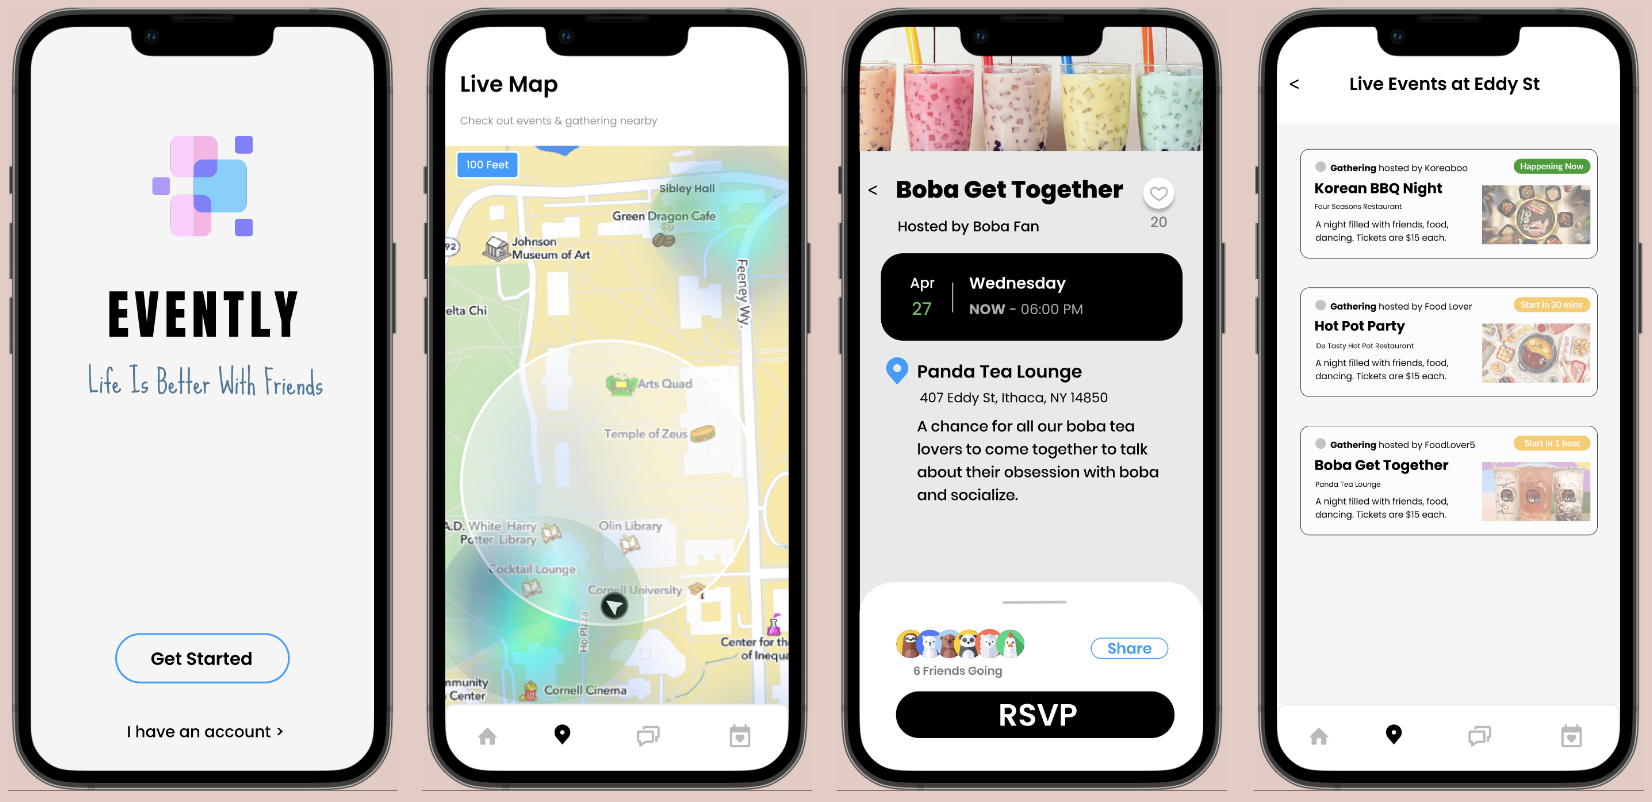 EVENTLY
Life Is Better With Friends
Get Started
I have an account >
Live Map
Check out events & gathering nearby
100 Feet
Sibley Hall
Green Dragon Cafe
92
Johnson
Museum of Art
Feeney Wy.
elta Chi
Arts Quad
Temple of Zeus
A.D. White Harry
Potter Library
Olin Library
Cocktail Lounge
Cornell University
Ho Plaza
Center for the
of Inequa
mmunity
Center
Cornell Cinema
<
Boba Get Together
20
Hosted by Boba Fan
Apr
27
Wednesday
NOW - 06:00 PM
Panda Tea Lounge
407 Eddy St, Ithaca, NY 14850
A chance for all our boba tea
lovers to come together to talk
about their obsession with boba
and socialize.
6 Friends Going
Share
RSVP
<
Live Events at Eddy St
Gathering hosted by Koreaboo
Happening Now
Korean BBQ Night
Four Seasons Restaurant
A night filled with friends, food,
dancing. Tickets are $15 each.
Gathering hosted by Food Lover
Start in 30 mins
Hot Pot Party
De Tasty Hot Pot Restaurant
A night filled with friends, food,
dancing. Tickets are $15 each.
Gathering hosted by FoodLover5
Start in 1 hour
Boba Get Together
Panda Tea Lounge
A night filled with friends, food,
dancing. Tickets are $15 each.